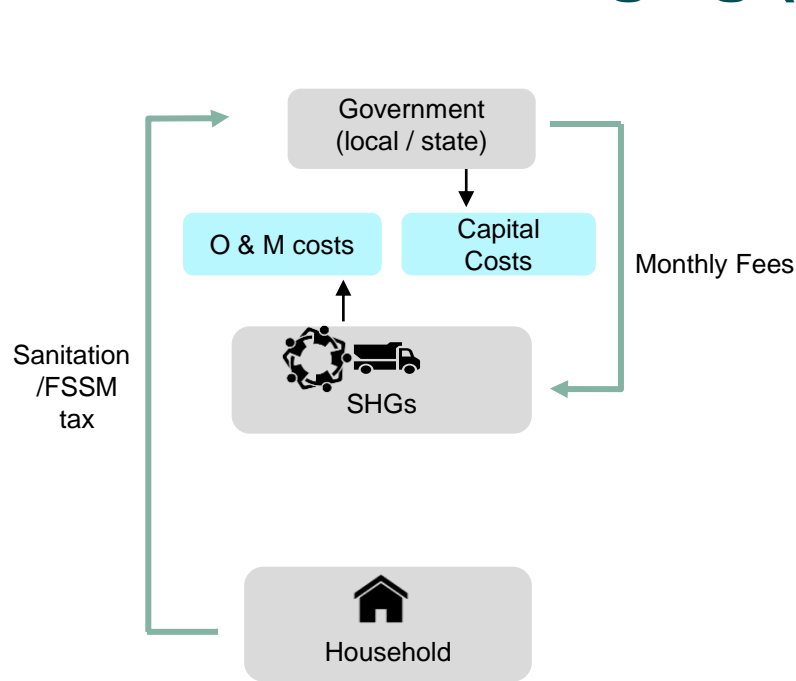 Government
(local / state)
O & M costs
Capital
Costs
Monthly Fees
Sanitation
/FSSM
tax
SHGs
Household